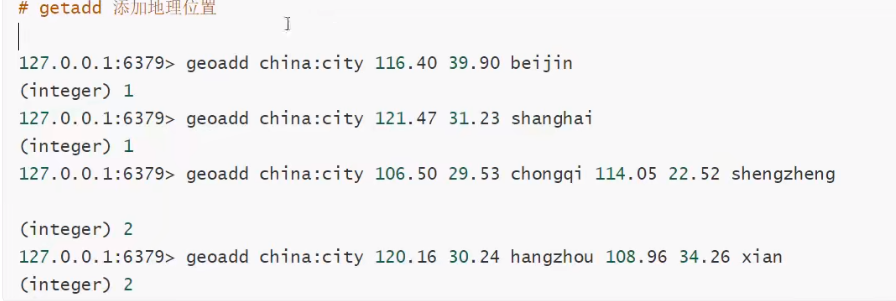 # getadd 添加地理位置
127.0.0.1:6379> geoadd china:city 116.40 39.90 beijin
(integer) 1
127.0.0.1:6379> geoadd china:city 121.47 31.23 shanghai
(integer) 1
127.0.0.1:6379> geoadd china:city 106.50 29.53 chongqi 114.05 22.52 shengzheng
(integer) 2
127.0.0.1:6379> geoadd china:city 120.16 30.24 hangzhou 108.96 34.26 xian
(integer) 2